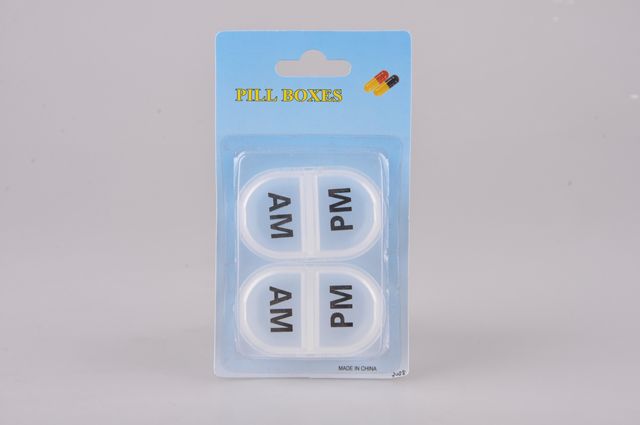 PILL BOXES
AM PM
AM PM
MADE IN CHINA